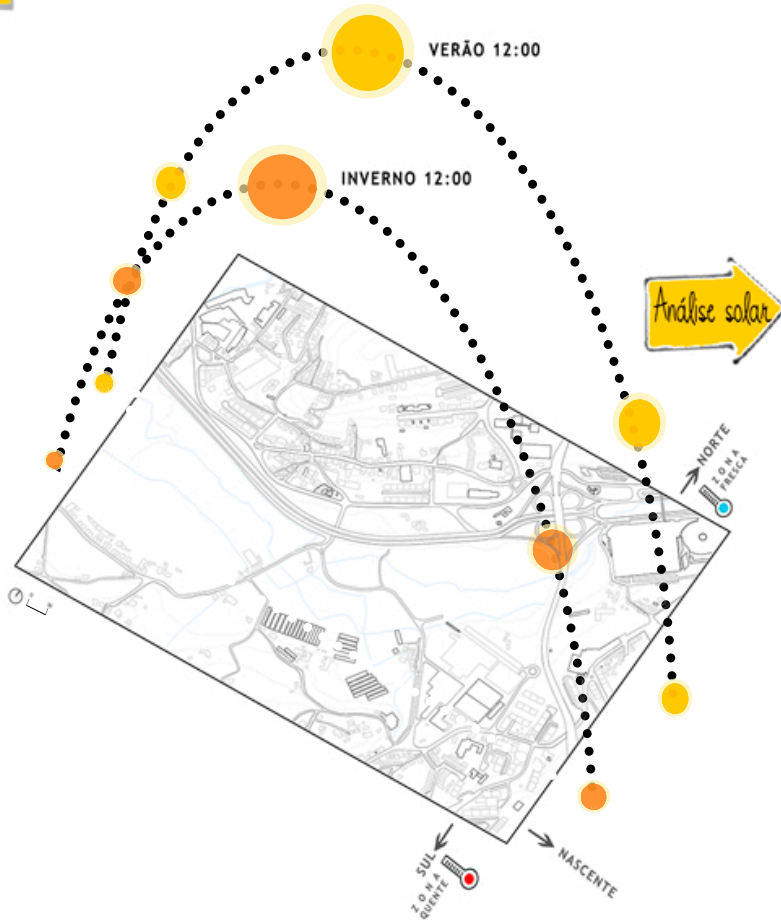 VERÃO 12:00
INVERNO 12:00
Análise solar
NORTE
ZONA
FRESCA
SUL
ZONA
QUENTE
NASCENTE